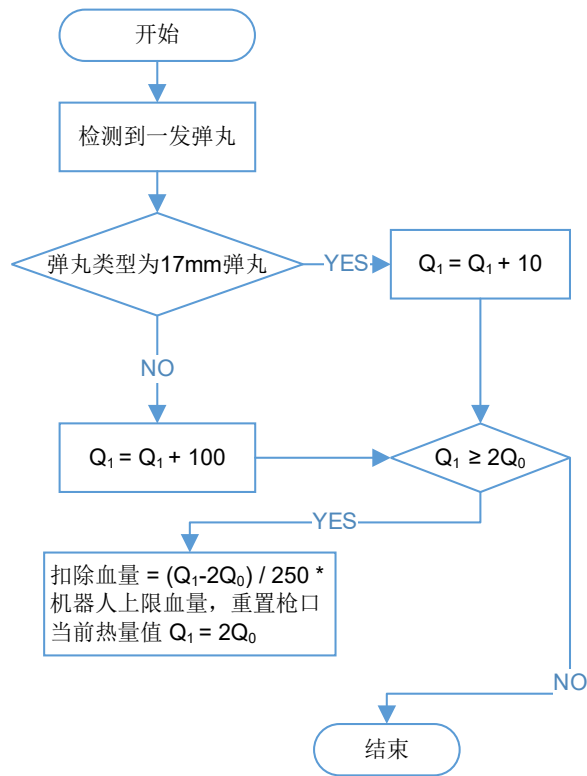 开始
检测到一发弹丸
弹丸类型为17mm弹丸
YES
Q₁ = Q₁ + 10
NO
Q₁ = Q₁ + 100
Q₁ ≥ 2Q₀
YES
扣除血量 = (Q₁-2Q₀) / 250 *
机器人上限血量，重置枪口
当前热量值 Q₁ = 2Q₀
NO
结束